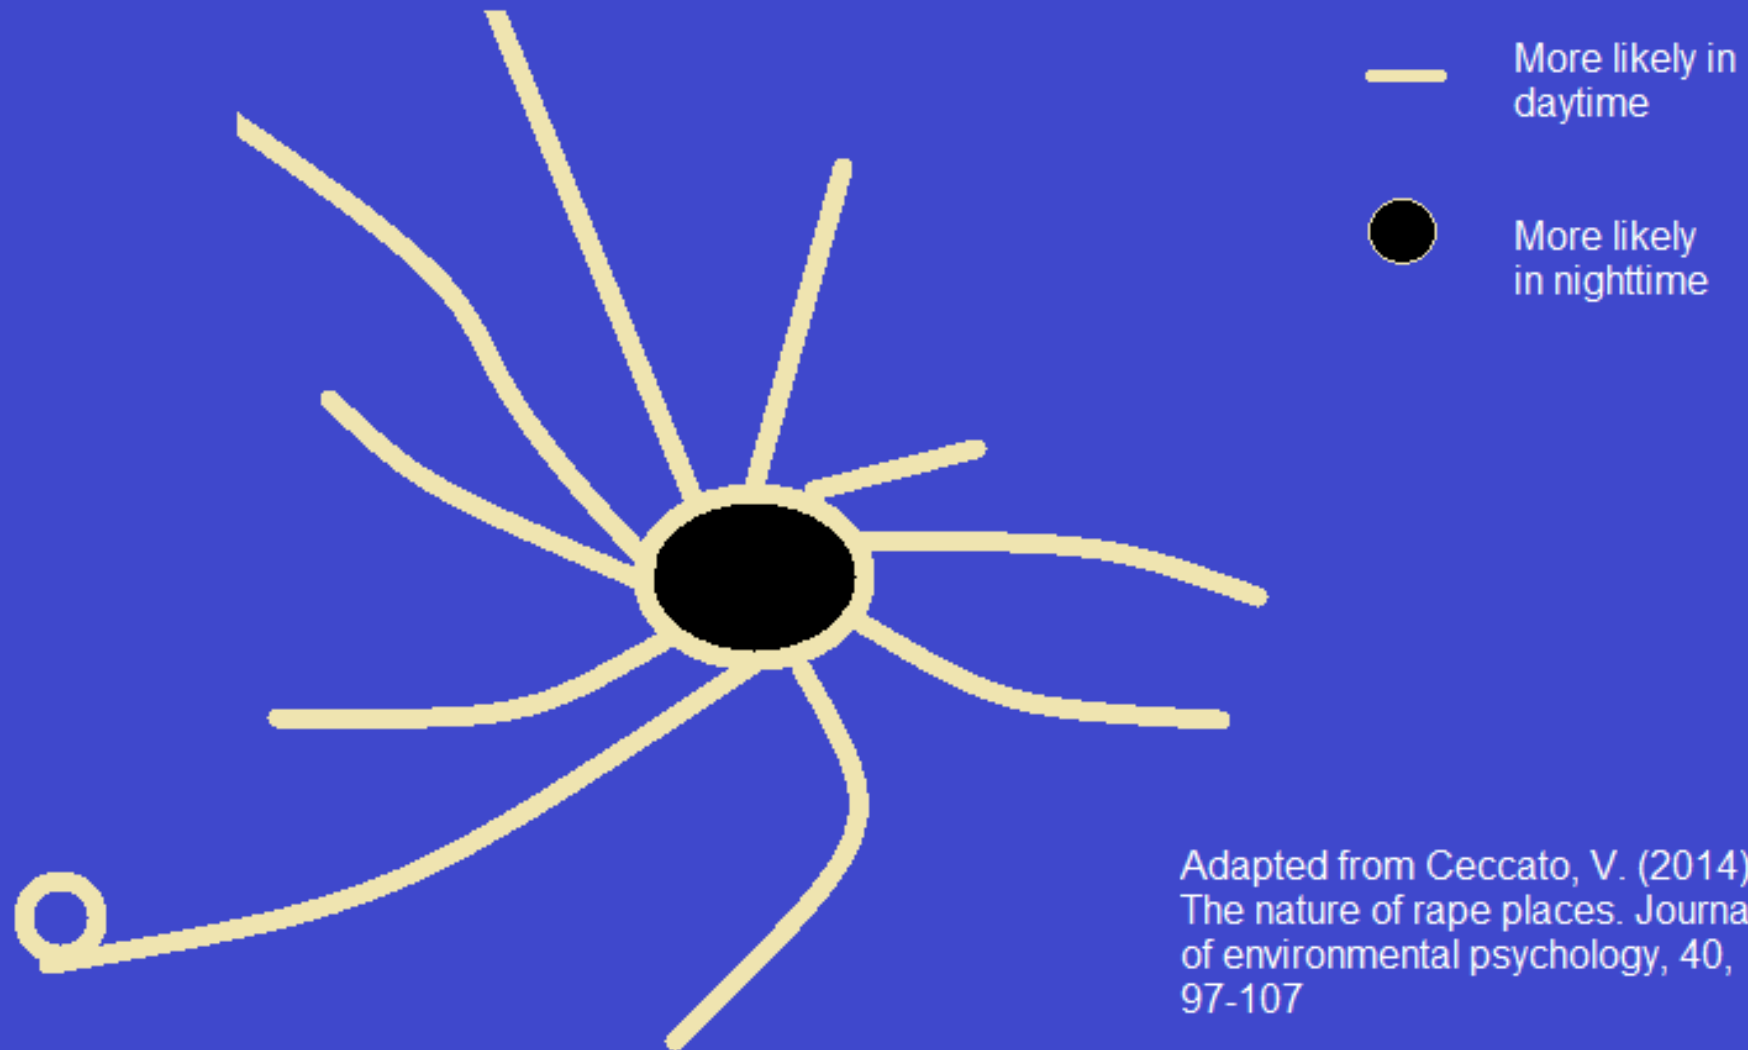 More likely in
daytime
More likely
in nighttime
Adapted from Ceccato, V. (2014)
The nature of rape places. Journa
of environmental psychology, 40,
97-107